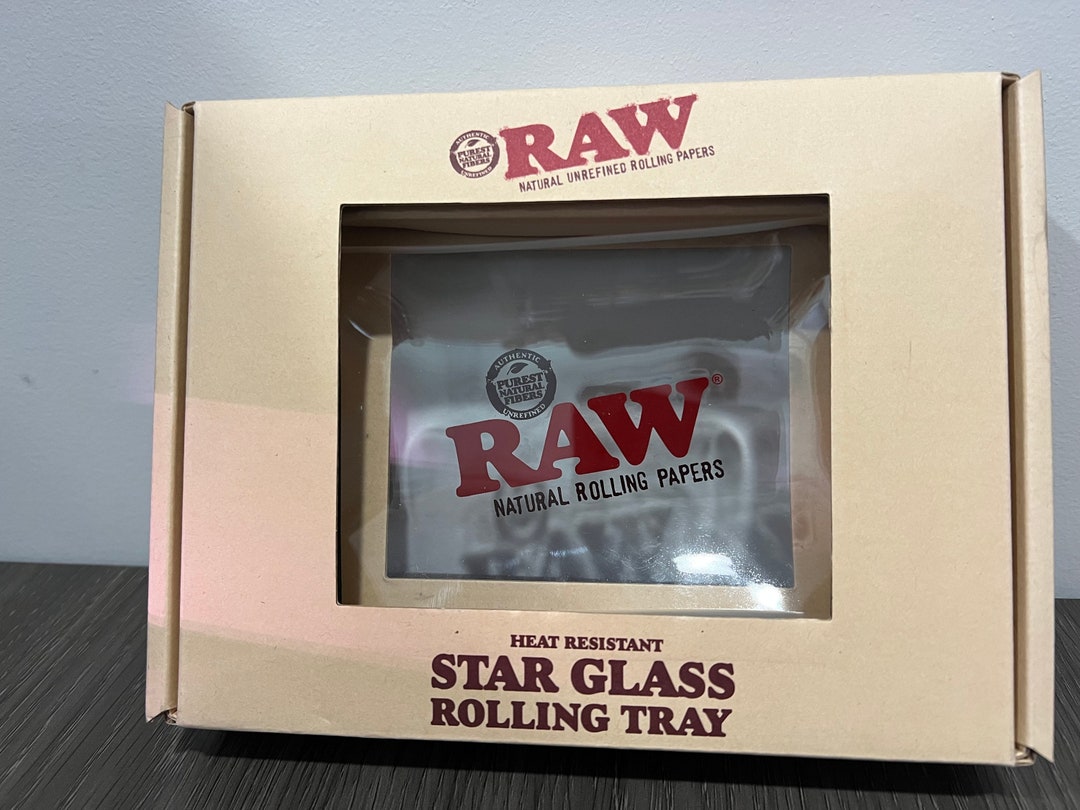 AUTHENTIC
PUREST
NATURAL
FIBERS
UNREFINED
RAW
NATURAL UNREFINED ROLLING PAPERS
AUTHENTIC
PUREST
NATURAL
FIBERS
UNREFINED
RAW®
NATURAL ROLLING PAPERS
HEAT RESISTANT
STAR GLASS
ROLLING TRAY